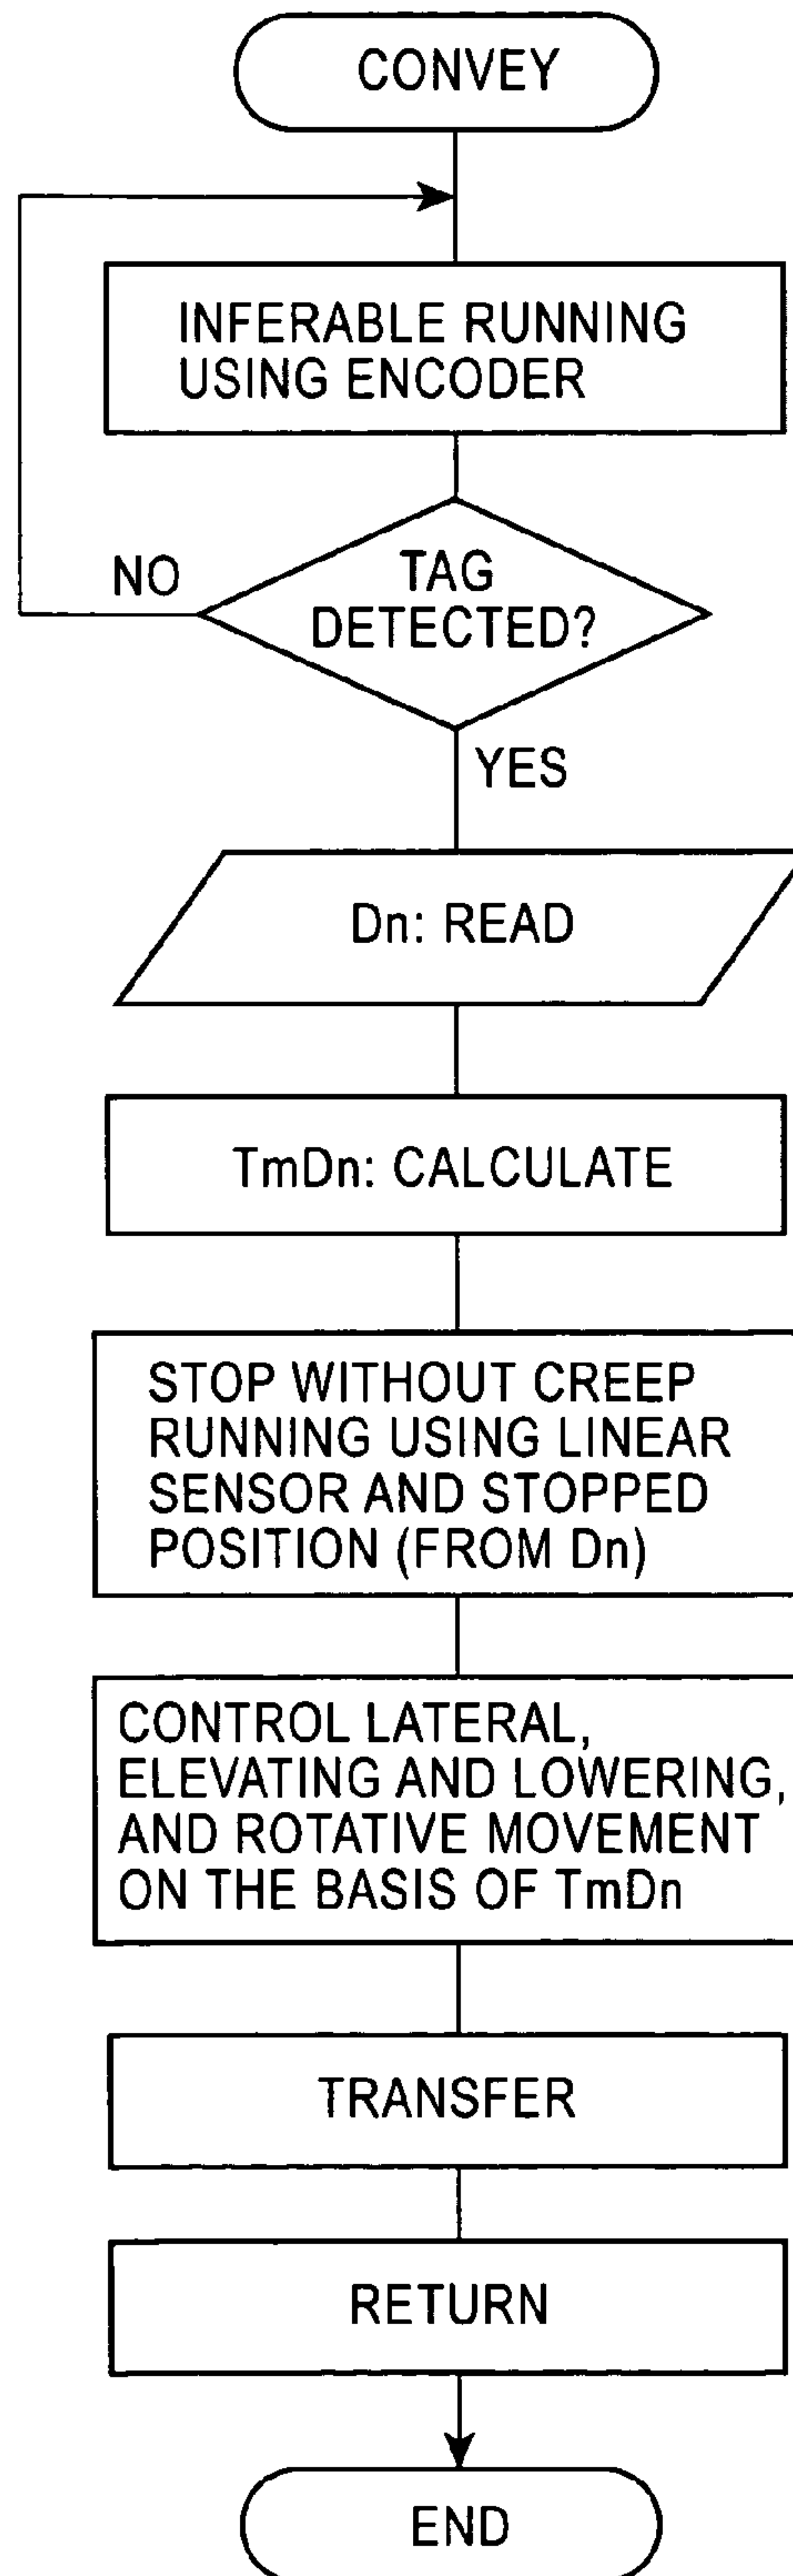 CONVEY
INFERABLE RUNNING
USING ENCODER
NO
TAG
DETECTED?
YES
Dn: READ
TmDn: CALCULATE
STOP WITHOUT CREEP
RUNNING USING LINEAR
SENSOR AND STOPPED
POSITION (FROM Dn)
CONTROL LATERAL,
ELEVATING AND LOWERING,
AND ROTATIVE MOVEMENT
ON THE BASIS OF TmDn
TRANSFER
RETURN
END